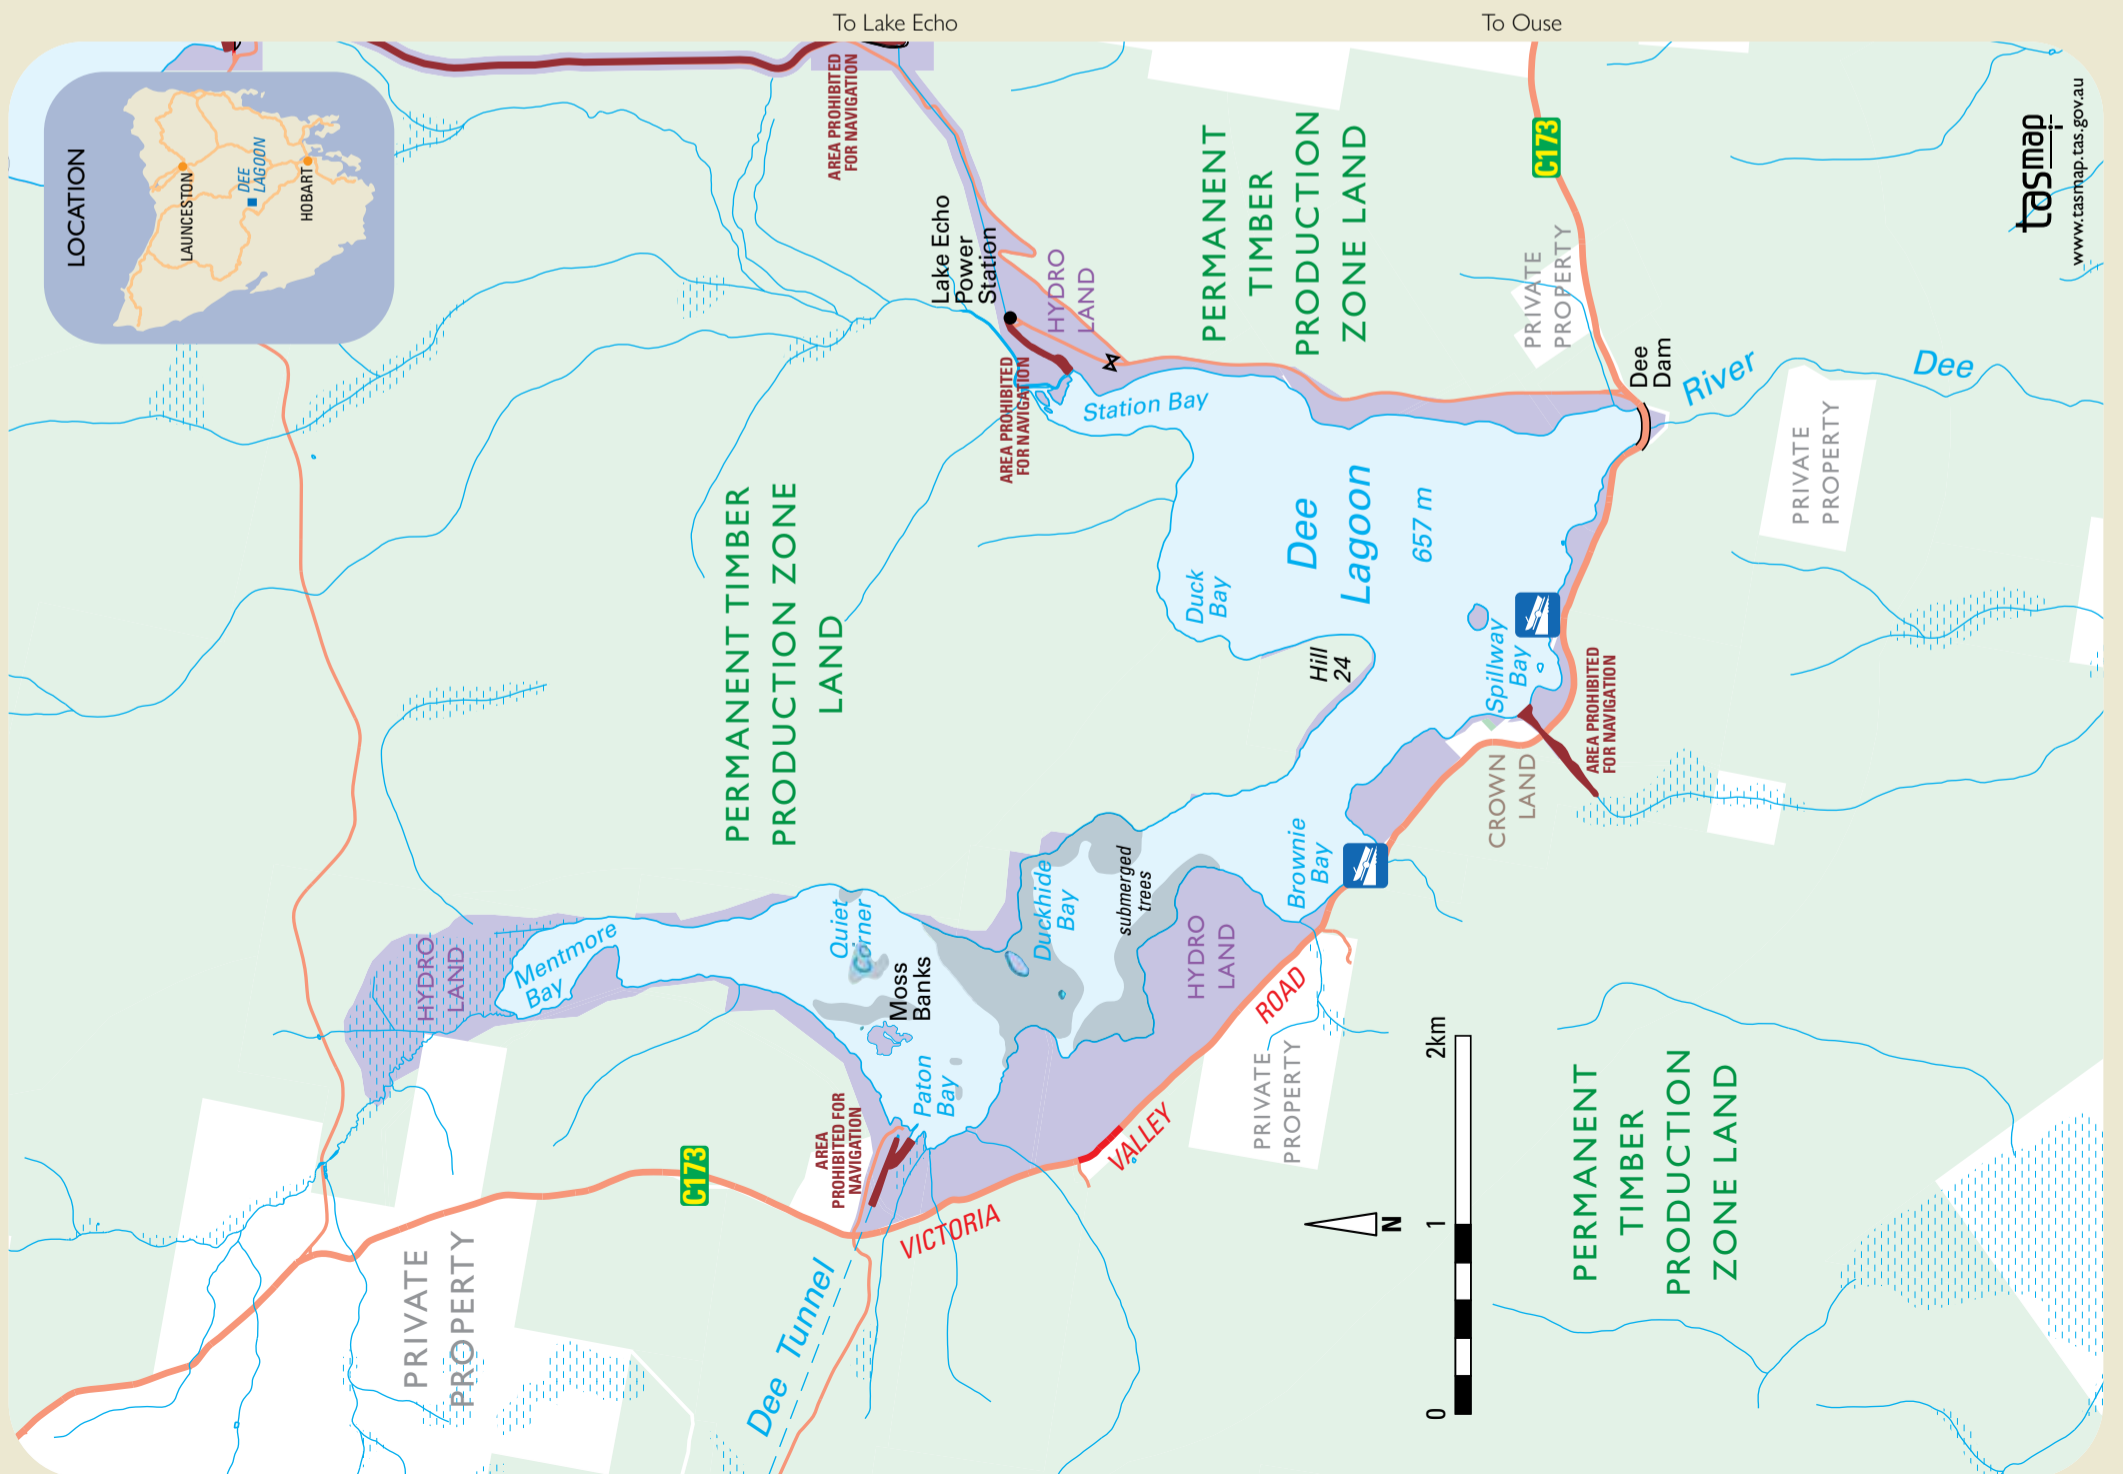 To Lake Echo
To Ouse
LOCATION
LAUNCESTON
DEE
LAGOON
HOBART
AREA PROHIBITED
FOR NAVIGATION
Lake Echo
Power
Station
HYDRO
LAND
PERMANENT
TIMBER
PRODUCTION
ZONE LAND
C173
PRIVATE
PROPERTY
tasmap
www.tasmap.tas.gov.au
Dee
Dam
River
Dee
PRIVATE
PROPERTY
AREA PROHIBITED
FOR NAVIGATION
Station Bay
PERMANENT TIMBER
PRODUCTION ZONE
LAND
Dee
Lagoon
657 m
Duck
Bay
Hill
24
Spillway
Bay
AREA PROHIBITED
FOR NAVIGATION
CROWN
LAND
Brownie
Bay
submerged
trees
Duckhide
Bay
Quiet
Corner
Moss
Banks
HYDRO
LAND
Mentmore
Bay
HYDRO
LAND
Paton
Bay
AREA
PROHIBITED FOR
NAVIGATION
C173
VICTORIA
VALLEY
ROAD
PRIVATE
PROPERTY
PRIVATE
PROPERTY
Dee Tunnel
N
0
1
2km
PERMANENT
TIMBER
PRODUCTION
ZONE LAND